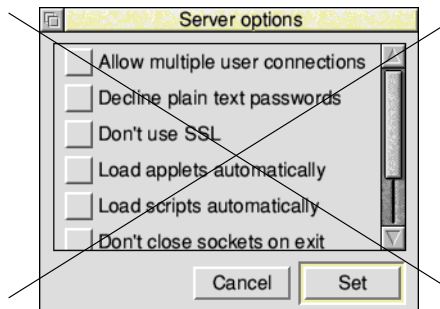 Server options
Allow multiple user connections
Decline plain text passwords
Don't use SSL
Load applets automatically
Load scripts automatically
Don't close sockets on exit
Cancel Set